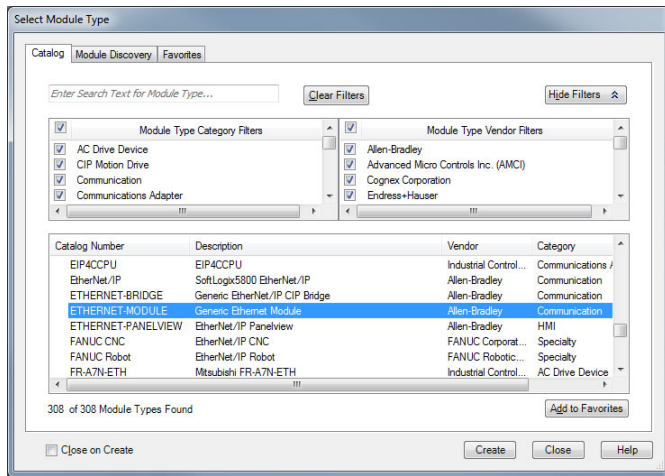 Select Module Type
Catalog Module Discovery Favorites
Enter Search Text for Module Type... Clear Filters Hide Filters
Module Type Category Filters Module Type Vendor Filters
AC Drive Device Allen-Bradley
CIP Motion Drive Advanced Micro Controls Inc. (AMCI)
Communication Cognex Corporation
Communications Adapter Endress+Hauser
Catalog Number Description Vendor Category
EIP4CCPU EIP4CCPU Industrial Control... Communications A
EtherNet/IP SoftLogix5800 EtherNet/IP Allen-Bradley Communication
ETHERNET-BRIDGE Generic EtherNet/IP CIP Bridge Allen-Bradley Communication
ETHERNET-MODULE Generic Ethernet Module Allen-Bradley Communication
ETHERNET-PANELVIEW EtherNet/IP Panelview Allen-Bradley HMI
FANUC CNC EtherNet/IP CNC FANUC Corporat... Specialty
FANUC Robot EtherNet/IP Robot FANUC Robotic... Specialty
FR-A7N-ETH Mitsubishi FR-A7N-ETH Industrial Control... AC Drive Device
308 of 308 Module Types Found Add to Favorites
Close on Create Create Close Help